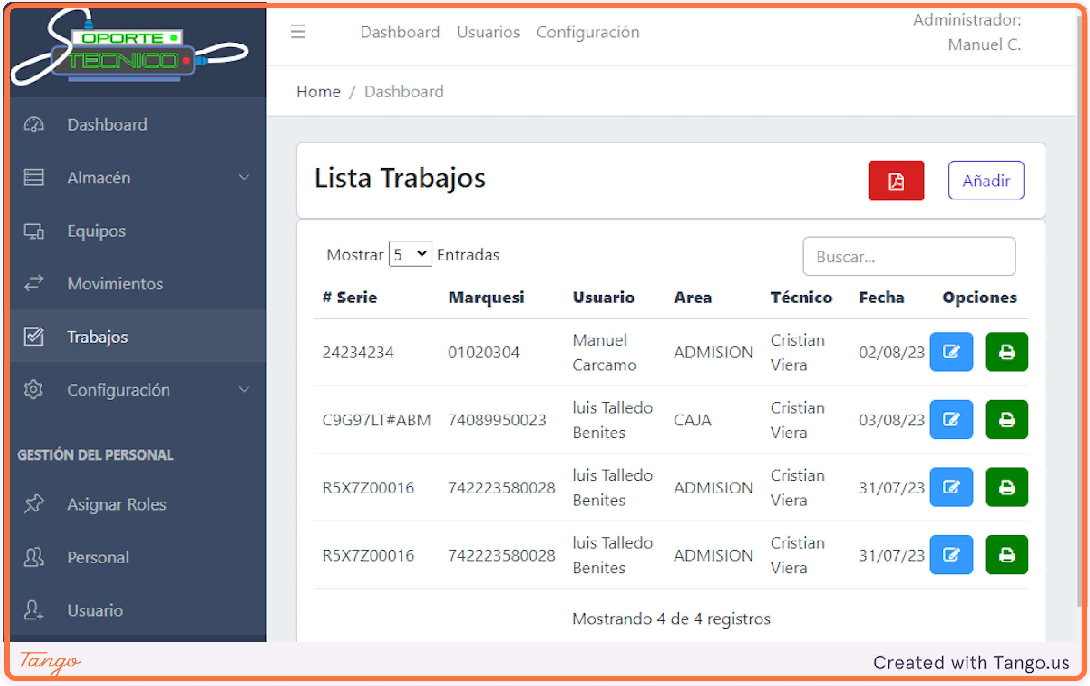 SOPORTE
TECNICO
Dashboard
Almacén
Equipos
Movimientos
Trabajos
Configuración
GESTIÓN DEL PERSONAL
Asignar Roles
Personal
Usuario
Dashboard Usuarios Configuración
Administrador:
Manuel C.
Home / Dashboard
Lista Trabajos
Añadir
Mostrar 5 Entradas
Buscar...
# Serie Marquesi Usuario Area Técnico Fecha Opciones
24234234 01020304 Manuel Carcamo ADMISION Cristian Viera 02/08/23
C9G97LT#ABM 74089950023 luis Talledo Benites CAJA Cristian Viera 03/08/23
R5X7Z00016 742223580028 luis Talledo Benites ADMISION Cristian Viera 31/07/23
R5X7Z00016 742223580028 luis Talledo Benites ADMISION Cristian Viera 31/07/23
Mostrando 4 de 4 registros
Tango
Created with Tango.us